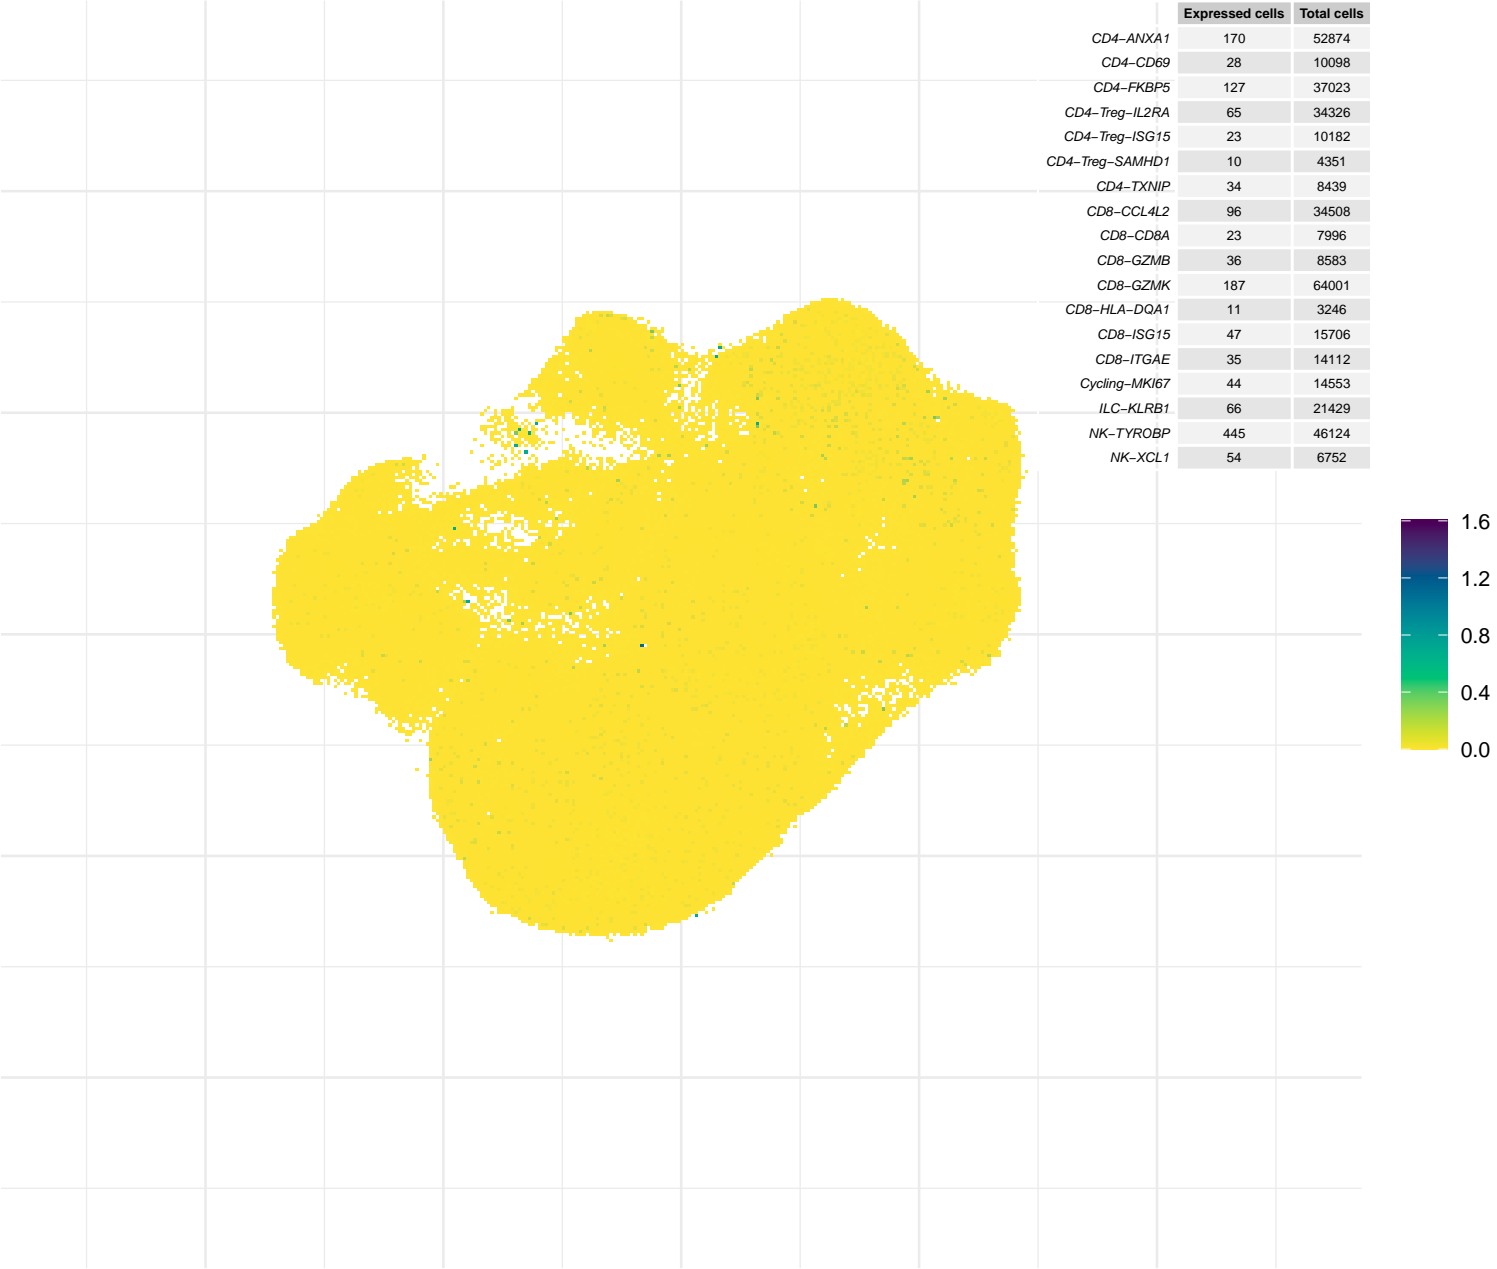 Expressed cells Total cells
CD4−ANXA1 170 52874
CD4−CD69 28 10098
CD4−FKBP5 127 37023
CD4−Treg−IL2RA 65 34326
CD4−Treg−ISG15 23 10182
CD4−Treg−SAMHD1 10 4351
CD4−TXNIP 34 8439
CD8−CCL4L2 96 34508
CD8−CD8A 23 7996
CD8−GZMB 36 8583
CD8−GZMK 187 64001
CD8−HLA−DQA1 11 3246
CD8−ISG15 47 15706
CD8−ITGAE 35 14112
Cycling−MKI67 44 14553
ILC−KLRB1 66 21429
NK−TYROBP 445 46124
NK−XCL1 54 6752
1.6
1.2
0.8
0.4
0.0